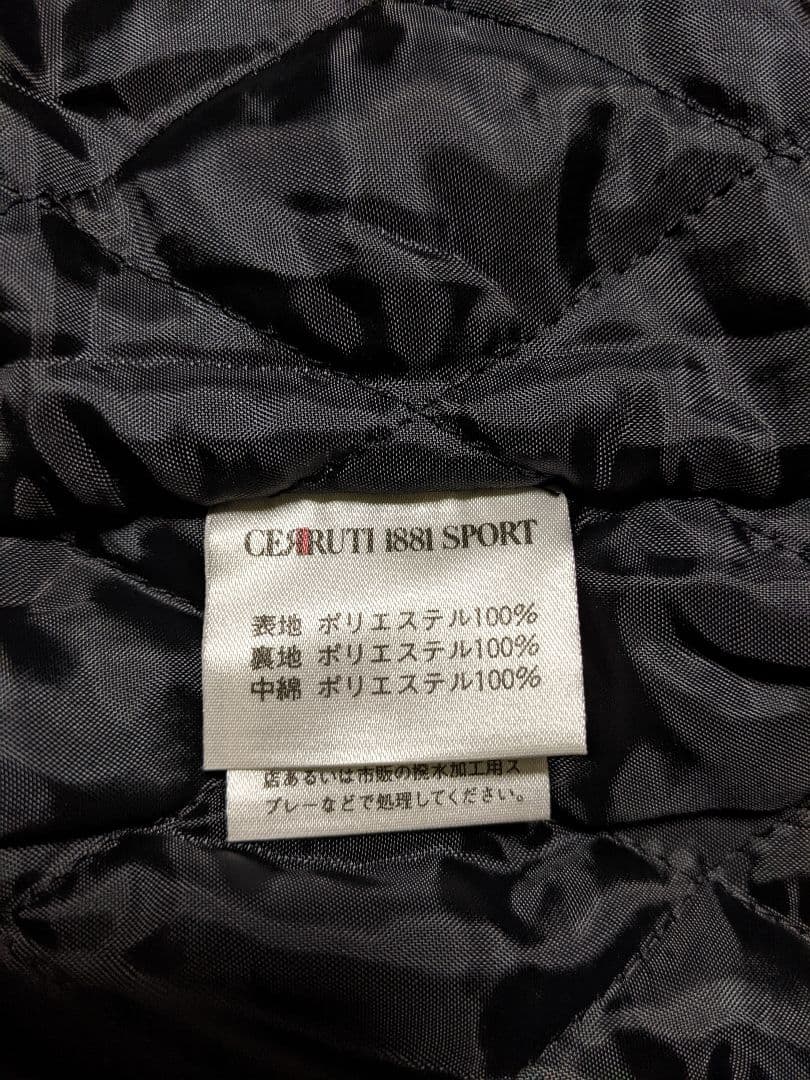 CERRUTI 1881 SPORT
表地 ポリエステル100%
裏地 ポリエステル100%
中綿 ポリエステル100%
店あるいは市販の撥水加工用ス
プレーなどで処理してください。